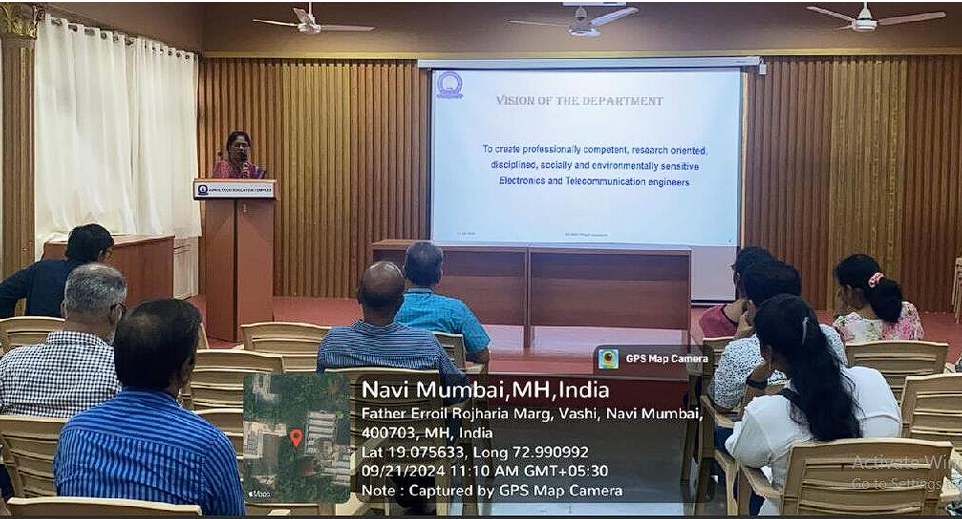 VISION OF THE DEPARTMENT
To create professionally competent, research oriented,
disciplined, socially and environmentally sensitive
Electronics and Telecommunication engineers
GPS Map Camera
Navi Mumbai,MH,India
Father Erroil Rojharia Marg, Vashi, Navi Mumbai,
400703, MH, India
Lat 19.075633, Long 72.990992
09/21/2024 11:10 AM GMT+05:30
Note : Captured by GPS Map Camera
Maps
Activate Win
Go to Settings